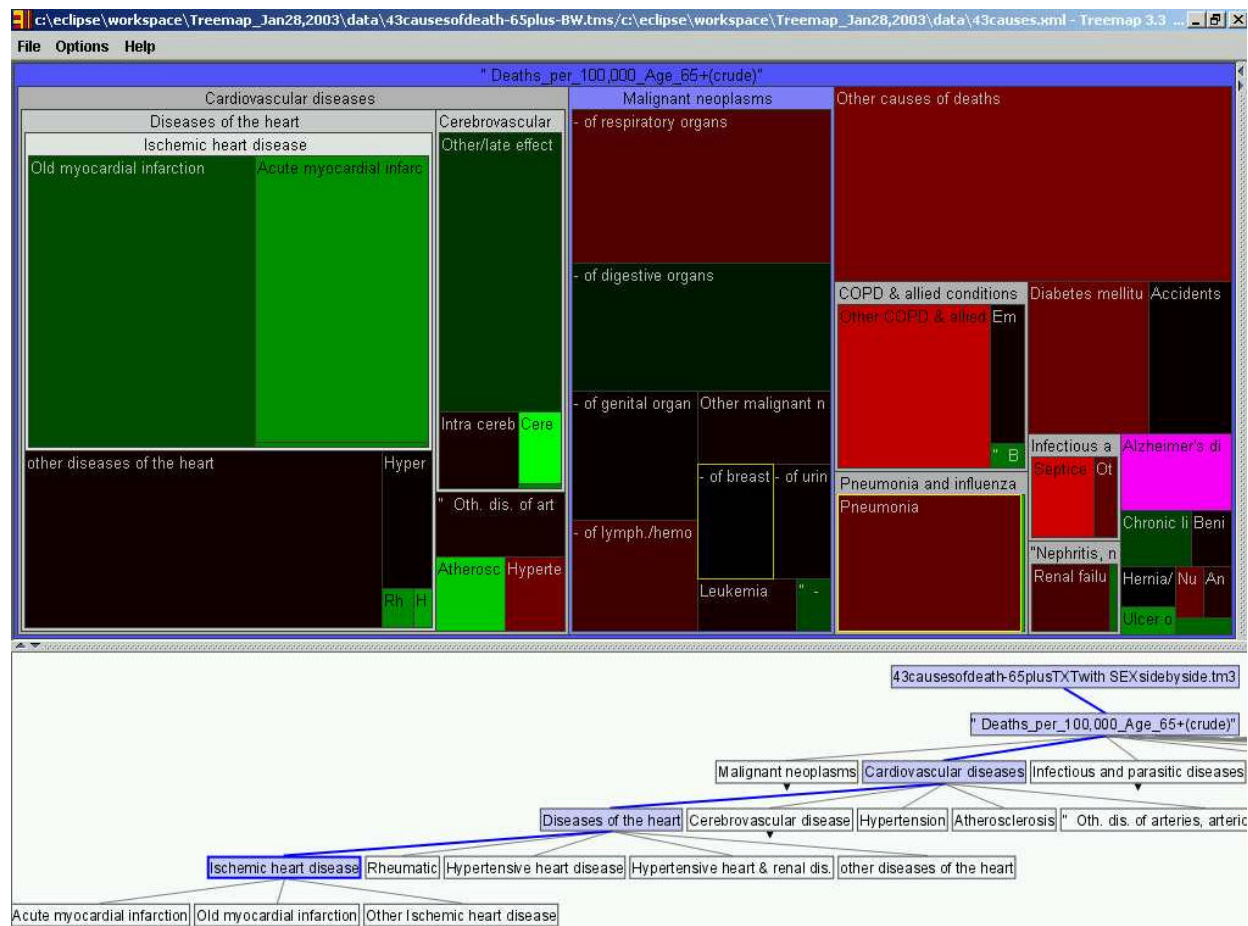 c:\eclipse\workspace\Treemap_Jan28,2003\data\43causesofdeath-65plus-BW.tms/c:\eclipse\workspace\Treemap_Jan28,2003\data\43causes.xml - Treemap 3.3 ...
File Options Help
" Deaths_per_100,000_Age_65+(crude)"
Cardiovascular diseases
Diseases of the heart
Ischemic heart disease
Old myocardial infarction
Acute myocardial infarc
other diseases of the heart
Hyper
Rh
H
Cerebrovascular
Other/late effect
Intra cereb
Cere
" Oth. dis. of art
Atherosc
Hyperte
Malignant neoplasms
- of respiratory organs
- of digestive organs
- of genital organ
Other malignant n
- of breast
- of urin
- of lymph./hemo
Leukemia
" -
Other causes of deaths
COPD & allied conditions
Other COPD & allied
Em
" B
Pneumonia and influenza
Pneumonia
Diabetes mellitu
Accidents
Infectious a
Septice
Ot
Alzheimer's di
"Nephritis, n
Renal failu
Chronic li
Beni
Hernia/
Nu
An
Ulcer o
43causesofdeath-65plusTXTwith SEXsidebyside.tm3
" Deaths_per_100,000_Age_65+(crude)"
Malignant neoplasms
Cardiovascular diseases
Infectious and parasitic diseases
Diseases of the heart
Cerebrovascular disease
Hypertension
Atherosclerosis
" Oth. dis. of arteries, arterio
Ischemic heart disease
Rheumatic
Hypertensive heart disease
Hypertensive heart & renal dis.
other diseases of the heart
Acute myocardial infarction
Old myocardial infarction
Other Ischemic heart disease